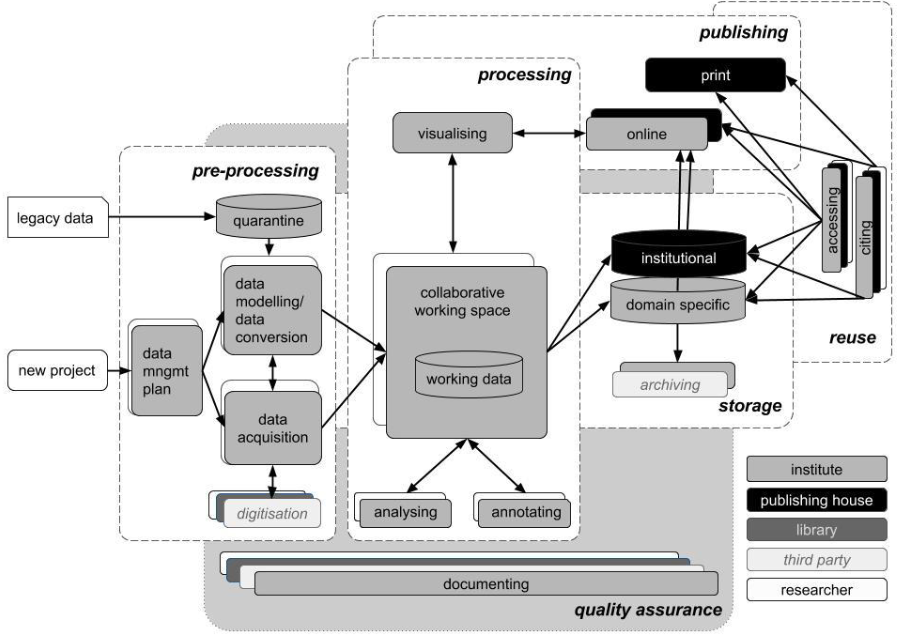 publishing
print
processing
visualising
online
pre-processing
legacy data
quarantine
accessing
citing
institutional
data
modelling/
data
conversion
collaborative
working space
domain specific
reuse
data
mngmt
plan
new project
working data
archiving
storage
data
acquisition
digitisation
analysing
annotating
institute
publishing house
library
third party
researcher
documenting
quality assurance